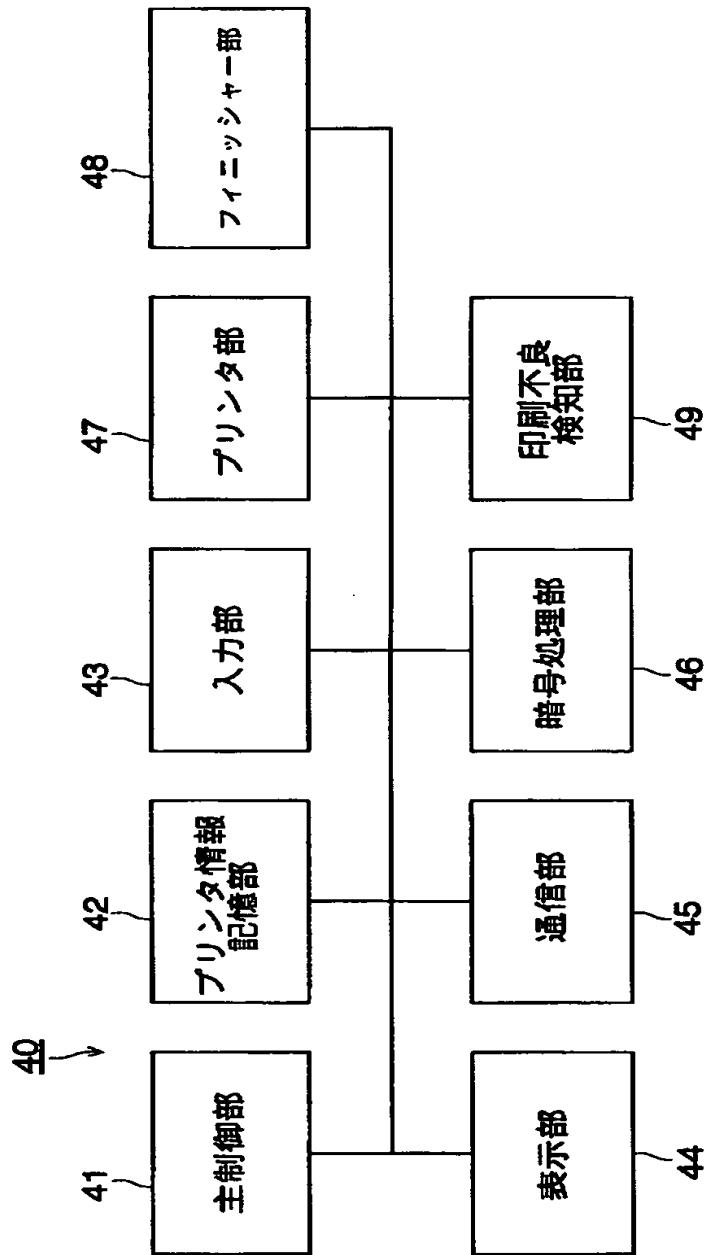 40
41
主制御部
42
プリンタ情報
記憶部
43
入力部
47
プリンタ部
48
フィニッシャー部
表示部
44
通信部
45
暗号処理部
46
印刷不良
検知部
49